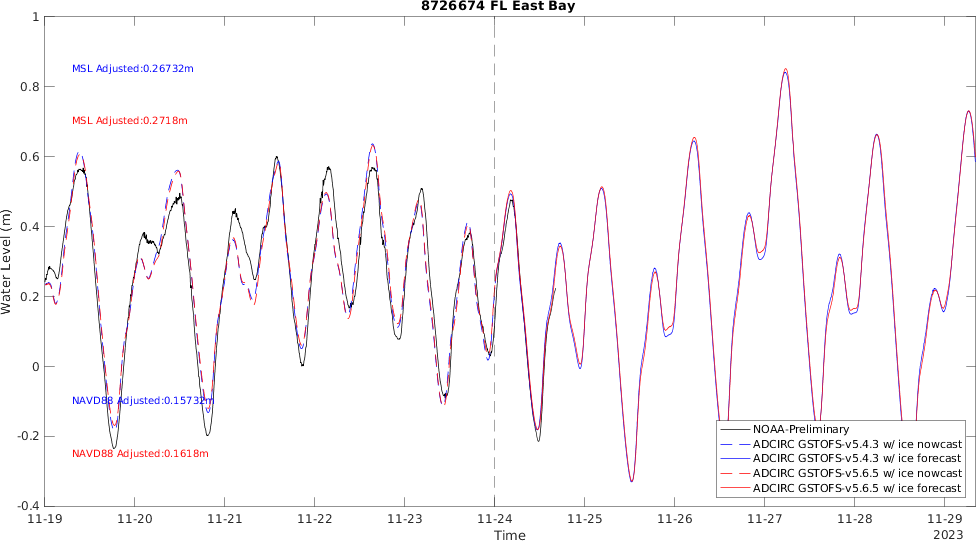 8726674 FL East Bay
1
0.8
0.6
0.4
0.2
0
-0.2
-0.4
Water Level (m)
MSL Adjusted:0.26732m
MSL Adjusted:0.2718m
NAVD88 Adjusted:0.15732m
NAVD88 Adjusted:0.1618m
NOAA-Preliminary
ADCIRC GSTOFS-v5.4.3 w/ ice nowcast
ADCIRC GSTOFS-v5.4.3 w/ ice forecast
ADCIRC GSTOFS-v5.6.5 w/ ice nowcast
ADCIRC GSTOFS-v5.6.5 w/ ice forecast
11-19 11-20 11-21 11-22 11-23 11-24 11-25 11-26 11-27 11-28 11-29
Time
2023